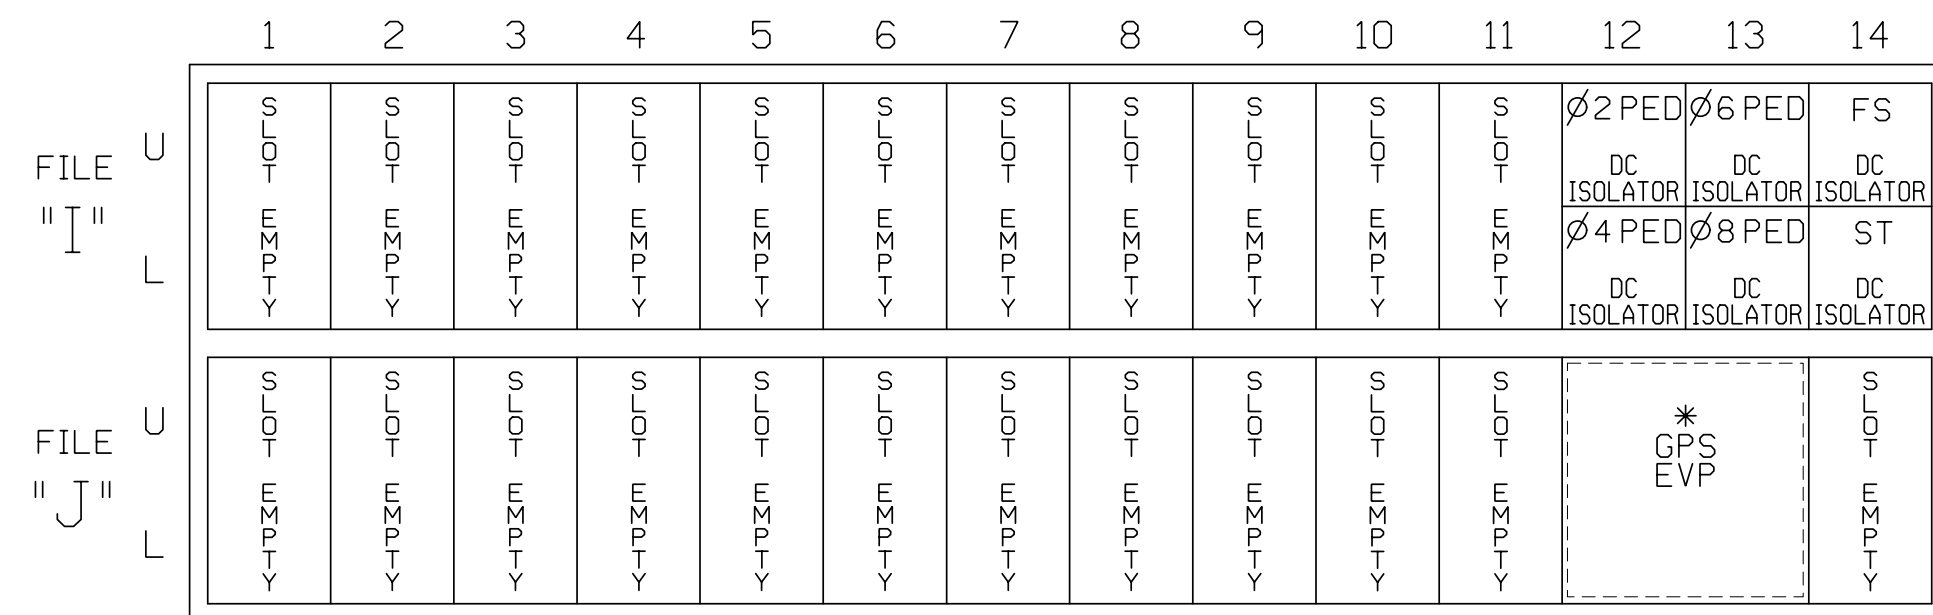 1 2 3 4 5 6 7 8 9 10 11 12 13 14
FILE "I"
U
L
SLOT EMPTY
SLOT EMPTY
SLOT EMPTY
SLOT EMPTY
SLOT EMPTY
SLOT EMPTY
SLOT EMPTY
SLOT EMPTY
SLOT EMPTY
SLOT EMPTY
SLOT EMPTY
Ø2 PED
DC
ISOLATOR
Ø6 PED
DC
ISOLATOR
FS
DC
ISOLATOR
Ø4 PED
DC
ISOLATOR
Ø8 PED
DC
ISOLATOR
ST
DC
ISOLATOR
FILE "J"
U
L
SLOT EMPTY
SLOT EMPTY
SLOT EMPTY
SLOT EMPTY
SLOT EMPTY
SLOT EMPTY
SLOT EMPTY
SLOT EMPTY
SLOT EMPTY
SLOT EMPTY
SLOT EMPTY
*
GPS
EVP
SLOT EMPTY